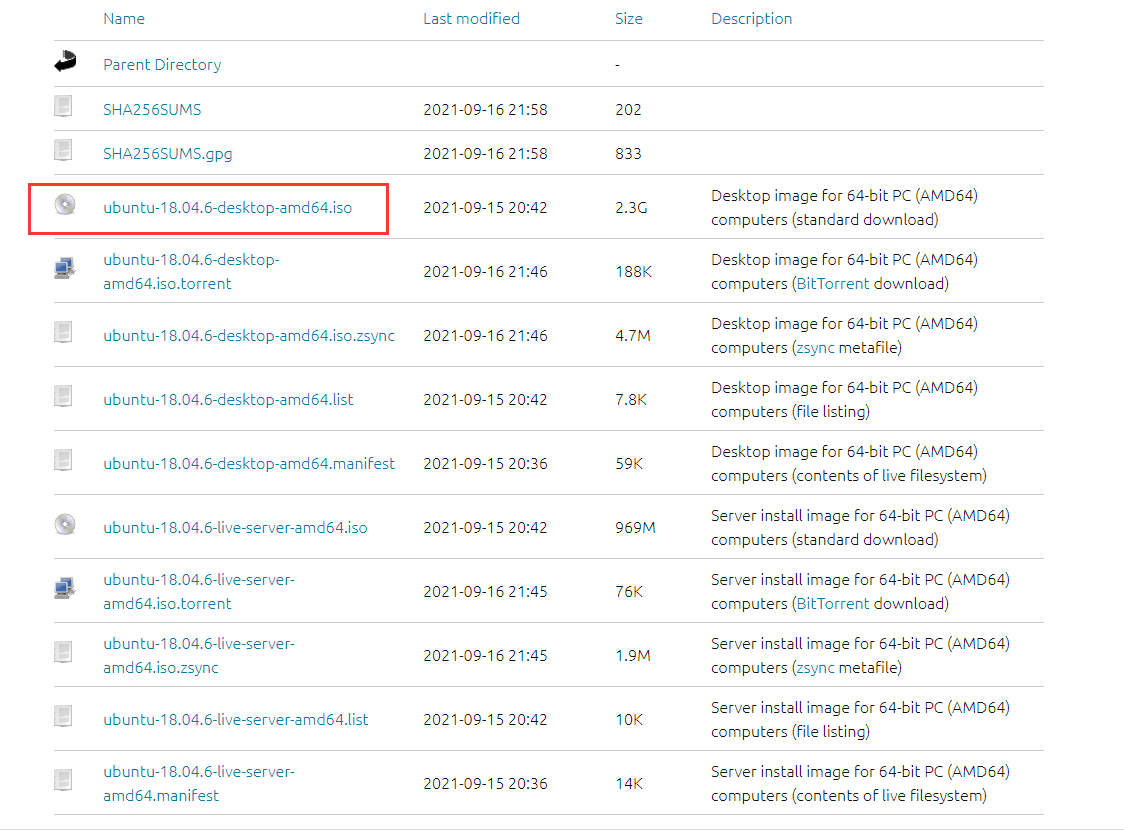 Name Last modified Size Description
Parent Directory -
SHA256SUMS 2021-09-16 21:58 202
SHA256SUMS.gpg 2021-09-16 21:58 833
ubuntu-18.04.6-desktop-amd64.iso 2021-09-15 20:42 2.3G Desktop image for 64-bit PC (AMD64)
computers (standard download)
ubuntu-18.04.6-desktop-
amd64.iso.torrent 2021-09-16 21:46 188K Desktop image for 64-bit PC (AMD64)
computers (BitTorrent download)
ubuntu-18.04.6-desktop-amd64.iso.zsync 2021-09-16 21:46 4.7M Desktop image for 64-bit PC (AMD64)
computers (zsync metafile)
ubuntu-18.04.6-desktop-amd64.list 2021-09-15 20:42 7.8K Desktop image for 64-bit PC (AMD64)
computers (file listing)
ubuntu-18.04.6-desktop-amd64.manifest 2021-09-15 20:36 59K Desktop image for 64-bit PC (AMD64)
computers (contents of live filesystem)
ubuntu-18.04.6-live-server-amd64.iso 2021-09-15 20:42 969M Server install image for 64-bit PC (AMD64)
computers (standard download)
ubuntu-18.04.6-live-server-
amd64.iso.torrent 2021-09-16 21:45 76K Server install image for 64-bit PC (AMD64)
computers (BitTorrent download)
ubuntu-18.04.6-live-server-
amd64.iso.zsync 2021-09-16 21:45 1.9M Server install image for 64-bit PC (AMD64)
computers (zsync metafile)
ubuntu-18.04.6-live-server-amd64.list 2021-09-15 20:42 10K Server install image for 64-bit PC (AMD64)
computers (file listing)
ubuntu-18.04.6-live-server-
amd64.manifest 2021-09-15 20:36 14K Server install image for 64-bit PC (AMD64)
computers (contents of live filesystem)